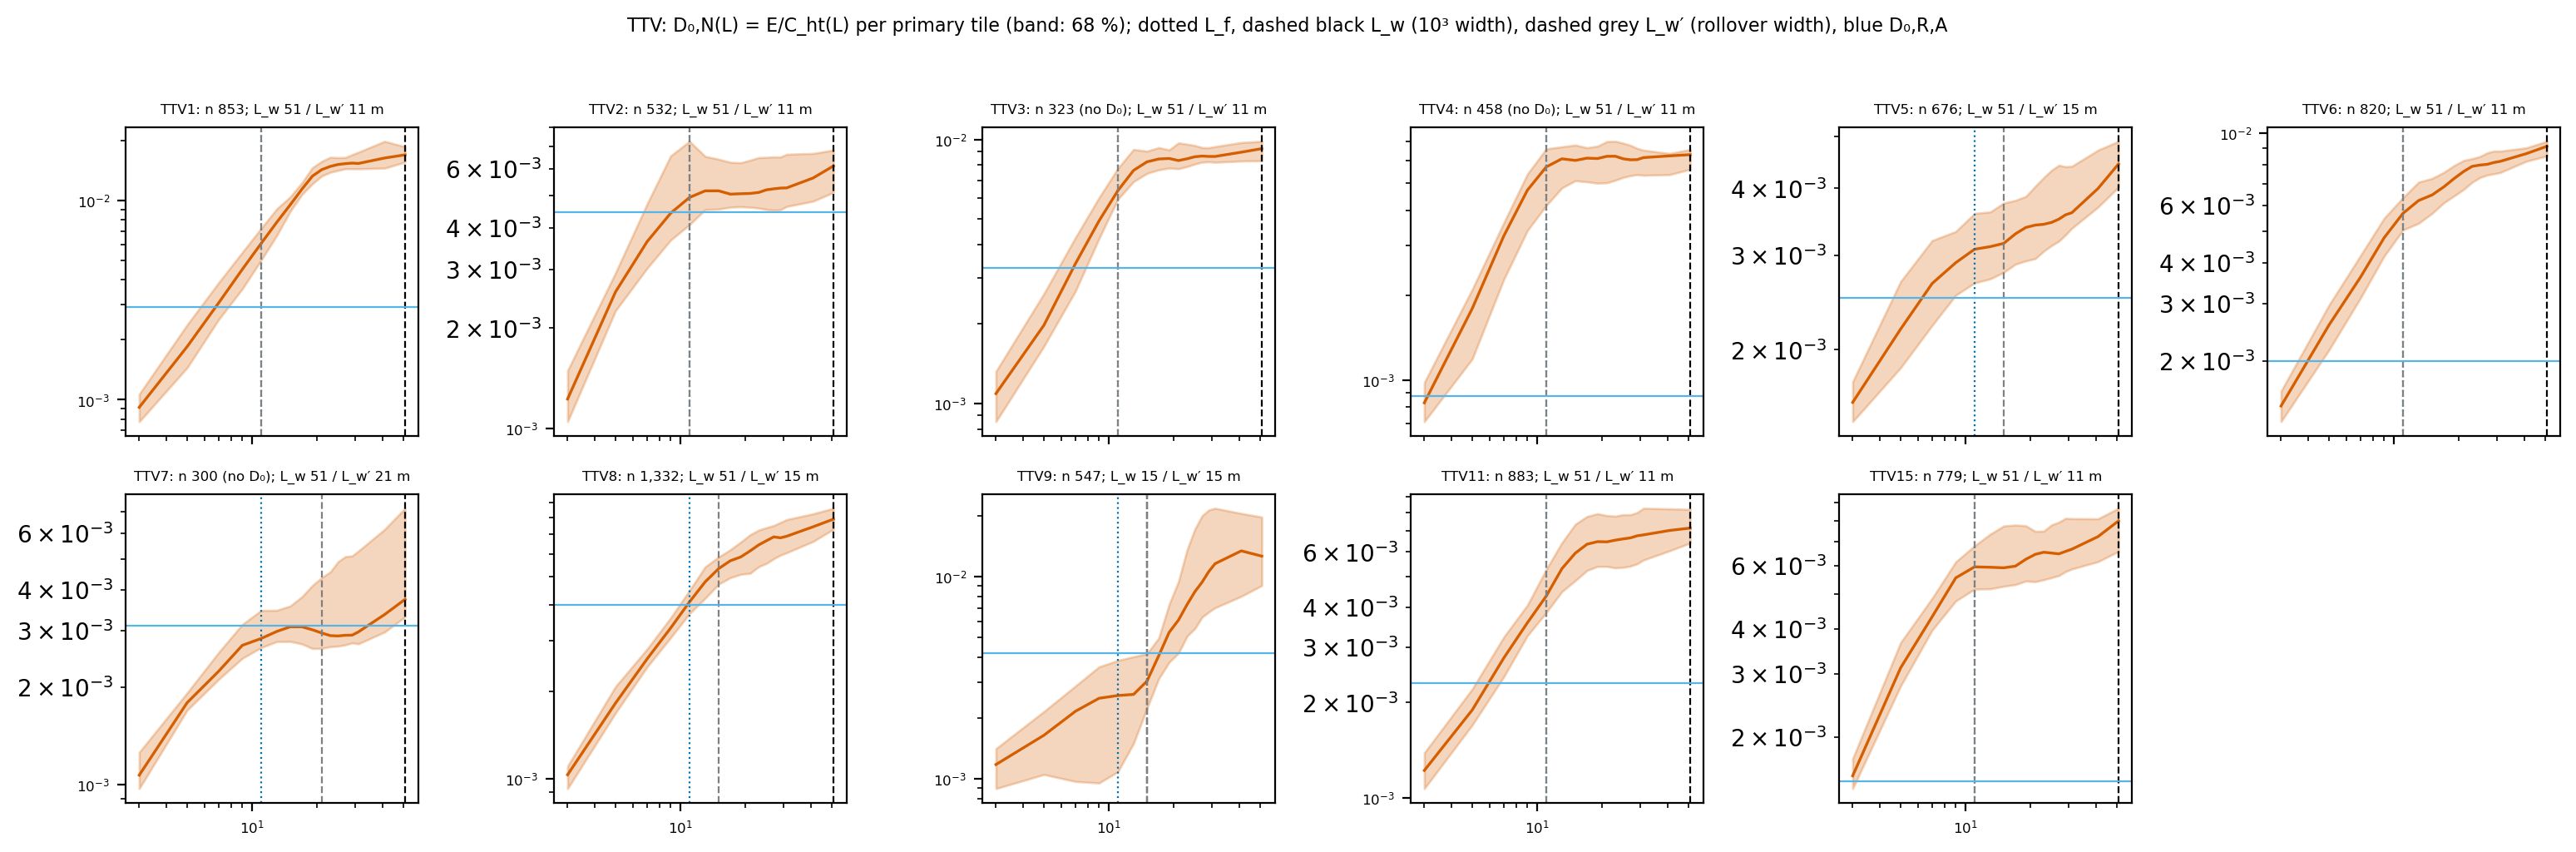 TTV: D₀,N(L) = E/C_ht(L) per primary tile (band: 68 %); dotted L_f, dashed black L_w (10³ width), dashed grey L_w′ (rollover width), blue D₀,R,A
TTV1: n 853; L_w 51 / L_w′ 11 m
10⁻²
10⁻³
TTV2: n 532; L_w 51 / L_w′ 11 m
6 × 10⁻³
4 × 10⁻³
3 × 10⁻³
2 × 10⁻³
10⁻³
TTV3: n 323 (no D₀); L_w 51 / L_w′ 11 m
10⁻²
10⁻³
TTV4: n 458 (no D₀); L_w 51 / L_w′ 11 m
10⁻³
TTV5: n 676; L_w 51 / L_w′ 15 m
4 × 10⁻³
3 × 10⁻³
2 × 10⁻³
TTV6: n 820; L_w 51 / L_w′ 11 m
10⁻²
6 × 10⁻³
4 × 10⁻³
3 × 10⁻³
2 × 10⁻³
TTV7: n 300 (no D₀); L_w 51 / L_w′ 21 m
6 × 10⁻³
4 × 10⁻³
3 × 10⁻³
2 × 10⁻³
10⁻³
10¹
TTV8: n 1,332; L_w 51 / L_w′ 15 m
10⁻³
10¹
TTV9: n 547; L_w 15 / L_w′ 15 m
10⁻²
10⁻³
10¹
TTV11: n 883; L_w 51 / L_w′ 11 m
6 × 10⁻³
4 × 10⁻³
3 × 10⁻³
2 × 10⁻³
10⁻³
10¹
TTV15: n 779; L_w 51 / L_w′ 11 m
6 × 10⁻³
4 × 10⁻³
3 × 10⁻³
2 × 10⁻³
10¹